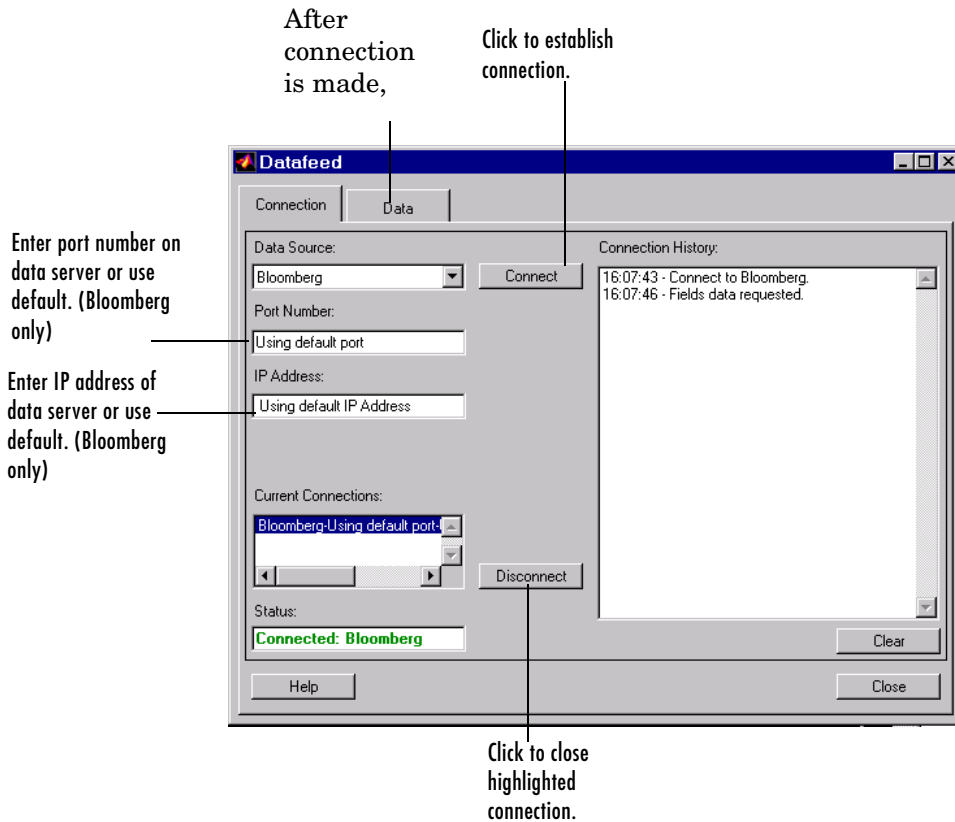 After
connection
is made,
Click to establish
connection.
Datafeed
Connection
Data
Enter port number on
data server or use
default. (Bloomberg
only)
Enter IP address of
data server or use
default. (Bloomberg
only)
Data Source:
Bloomberg
Connect
Port Number:
Using default port
IP Address:
Using default IP Address
Connection History:
16:07:43 - Connect to Bloomberg.
16:07:46 - Fields data requested.
Current Connections:
Bloomberg-Using default port-
Disconnect
Status:
Connected: Bloomberg
Clear
Help
Close
Click to close
highlighted
connection.